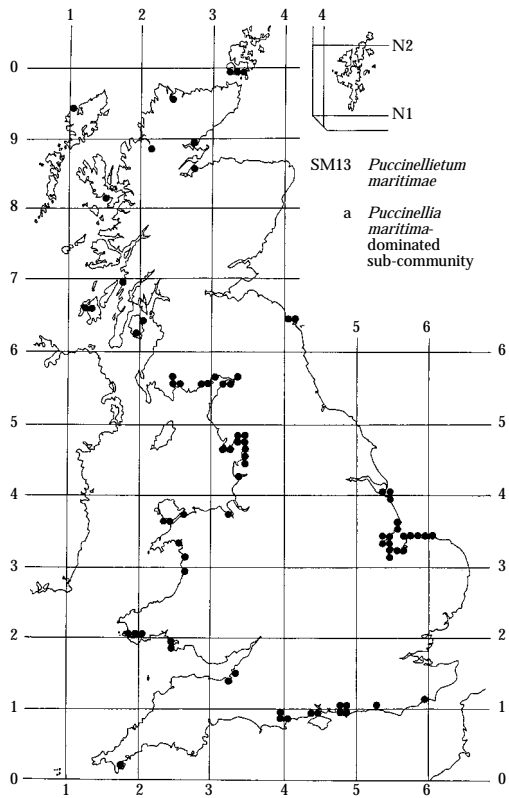 1 2 3 4 4
0
N2
N1
9
SM13 Puccinellietum
maritimae
8
a Puccinellia
maritima-
dominated
sub-community
7
5 6
6 6
5 5
4 4
3 3
2 2
1 1
0 0
1 2 3 4 5 6